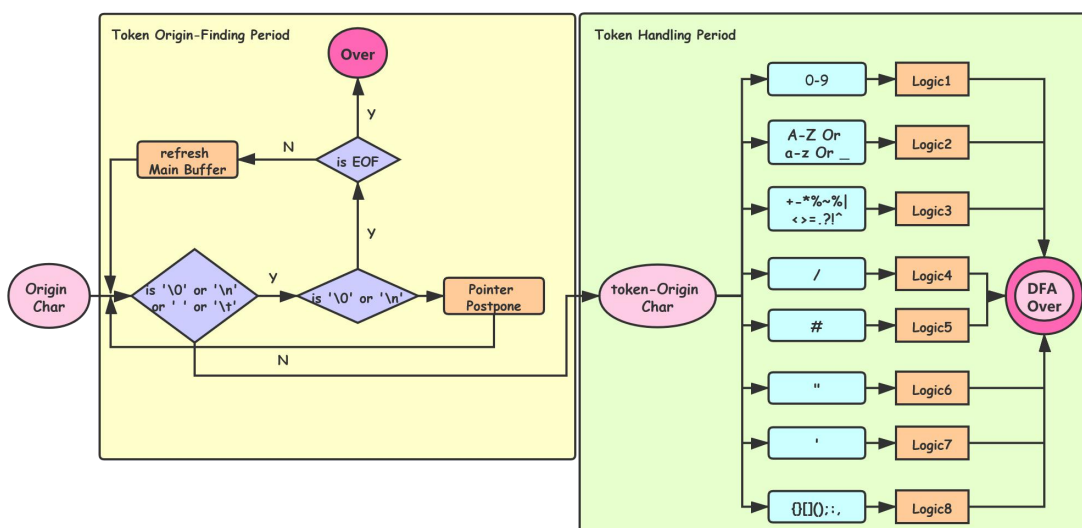 Token Origin-Finding Period
Over
Y
is EOF
N
refresh
Main Buffer
Y
Origin
Char
is '\0' or '\n'
or ' ' or '\t'
Y
is '\0' or '\n'
Pointer
Postpone
N
Token Handling Period
token-Origin
Char
0-9
Logic1
A-Z Or
a-z Or _
Logic2
+-*%~%|
<>=.?!^
Logic3
/
Logic4
#
Logic5
"
Logic6
'
Logic7
{}[]();:,
Logic8
DFA
Over